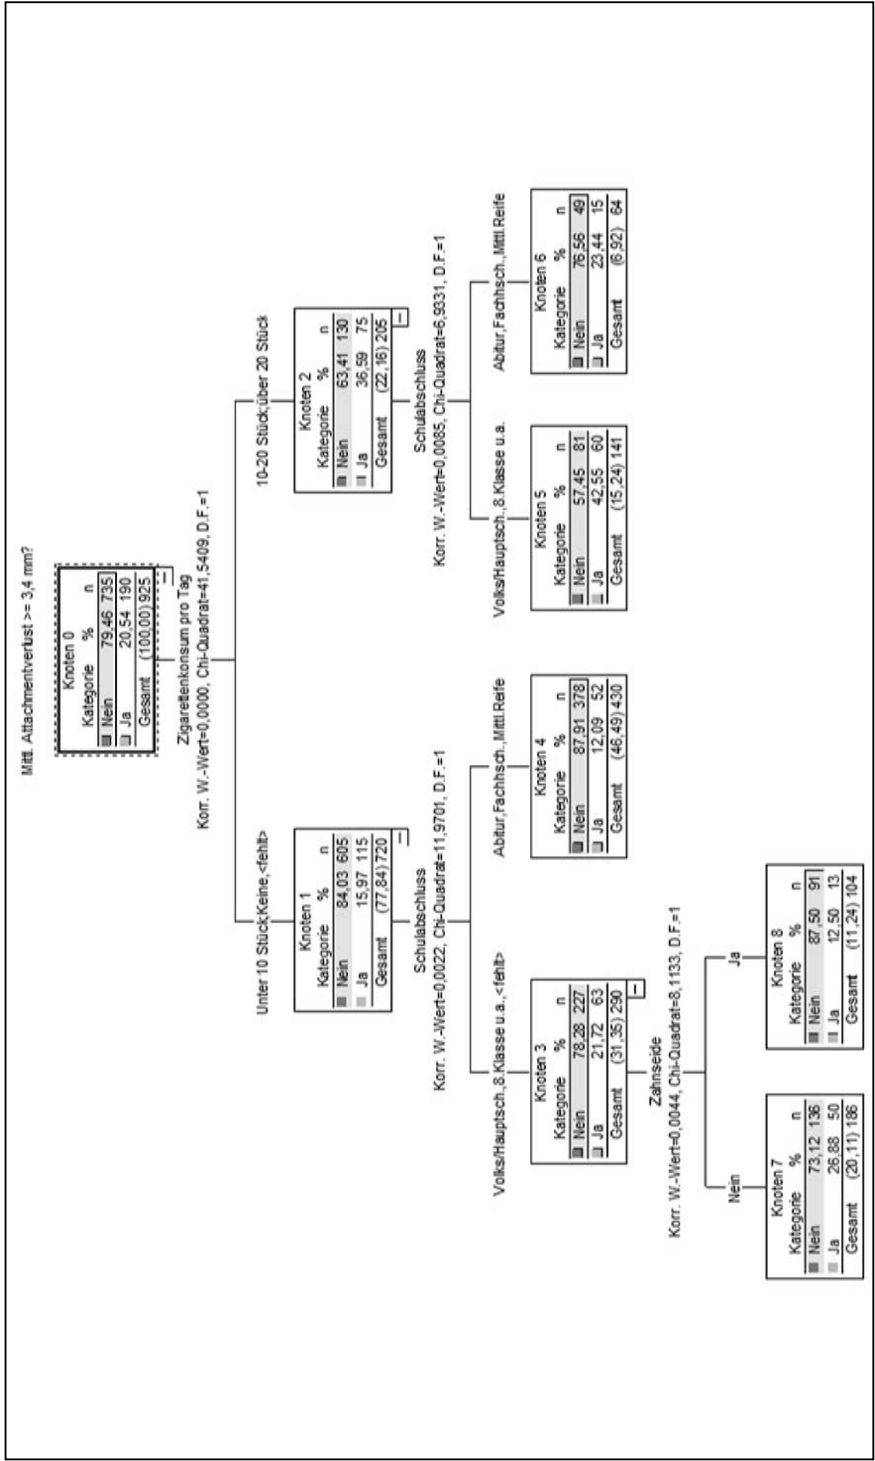 Mittl. Attachmentverlust >= 3,4 mm?
Knoten 0
Kategorie % n
Nein 79,46 735
Ja 20,54 190
Gesamt (100,00) 925
Zigarettenkonsum pro Tag
Korr. W.-Wert=0,0000, Chi-Quadrat=41,5409, D.F.=1
Unter 10 Stück;Keine,<fehlt>
Knoten 1
Kategorie % n
Nein 84,03 605
Ja 15,97 115
Gesamt (77,84) 720
Schulabschluss
Korr. W.-Wert=0,0022, Chi-Quadrat=11,9701, D.F.=1
10-20 Stück;über 20 Stück
Knoten 2
Kategorie % n
Nein 63,41 130
Ja 36,59 75
Gesamt (22,16) 205
Schulabschluss
Korr. W.-Wert=0,0085, Chi-Quadrat=6,9331, D.F.=1
Volks/Hauptsch.,8.Klasse u.a.,<fehlt>
Knoten 3
Kategorie % n
Nein 78,28 227
Ja 21,72 63
Gesamt (31,35) 290
Zahnseide
Korr. W.-Wert=0,0044, Chi-Quadrat=8,1133, D.F.=1
Abitur,Fachhsch.,Mittl.Reife
Knoten 4
Kategorie % n
Nein 87,91 378
Ja 12,09 52
Gesamt (46,49) 430
Volks/Hauptsch.,8.Klasse u.a.
Knoten 5
Kategorie % n
Nein 57,45 81
Ja 42,55 60
Gesamt (15,24) 141
Abitur,Fachhsch.,Mittl.Reife
Knoten 6
Kategorie % n
Nein 76,56 49
Ja 23,44 15
Gesamt (6,92) 64
Nein
Knoten 7
Kategorie % n
Nein 73,12 136
Ja 26,88 50
Gesamt (20,11) 186
Ja
Knoten 8
Kategorie % n
Nein 87,50 91
Ja 12,50 13
Gesamt (11,24) 104